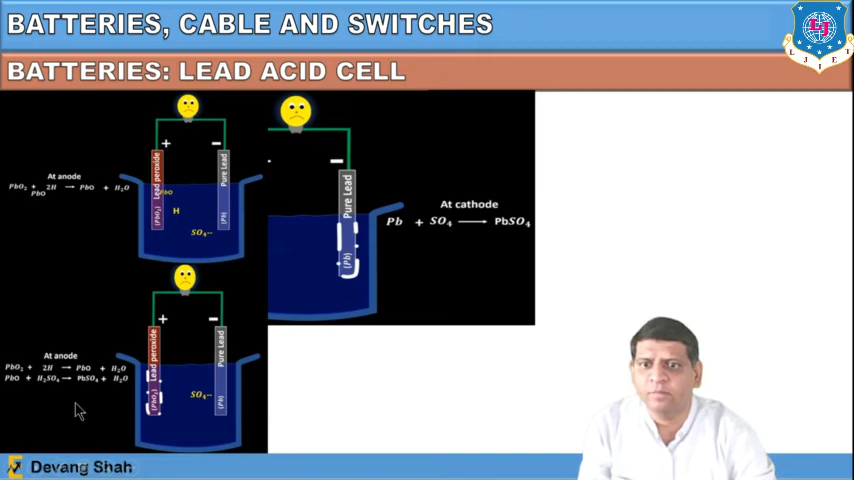 BATTERIES, CABLE AND SWITCHES
BATTERIES: LEAD ACID CELL
LJ
L J I E T
+ −
Lead peroxide
(PbO₂)
Pure Lead
(Pb)
At anode
PbO₂ + 2H → PbO + H₂O
PbO
PbO
H
SO₄--
−
Pure Lead
(Pb)
At cathode
Pb + SO₄ → PbSO₄
+ −
Lead peroxide
(PbO₂)
Pure Lead
(Pb)
At anode
PbO₂ + 2H → PbO + H₂O
PbO + H₂SO₄ → PbSO₄ + H₂O
SO₄--
Devang Shah